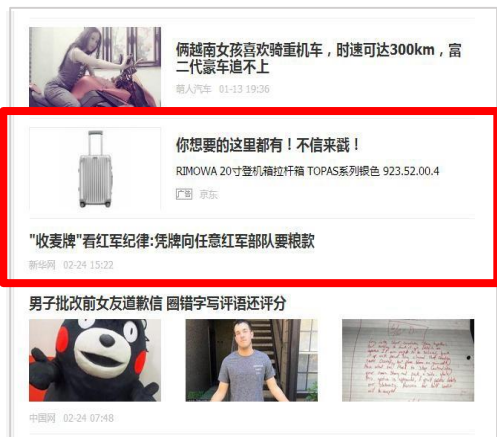 俩越南女孩喜欢骑重机车，时速可达300km，富
二代豪车追不上
萌人汽车 01-13 19:36
你想要的这里都有！不信来戳！
RIMOWA 20寸登机箱拉杆箱 TOPAS系列银色 923.52.00.4
广告 京东
"收麦牌"看红军纪律:凭牌向任意红军部队要粮款
新华网 02-24 15:22
男子批改前女友道歉信 圈错字写评语还评分
中国网 02-24 07:48